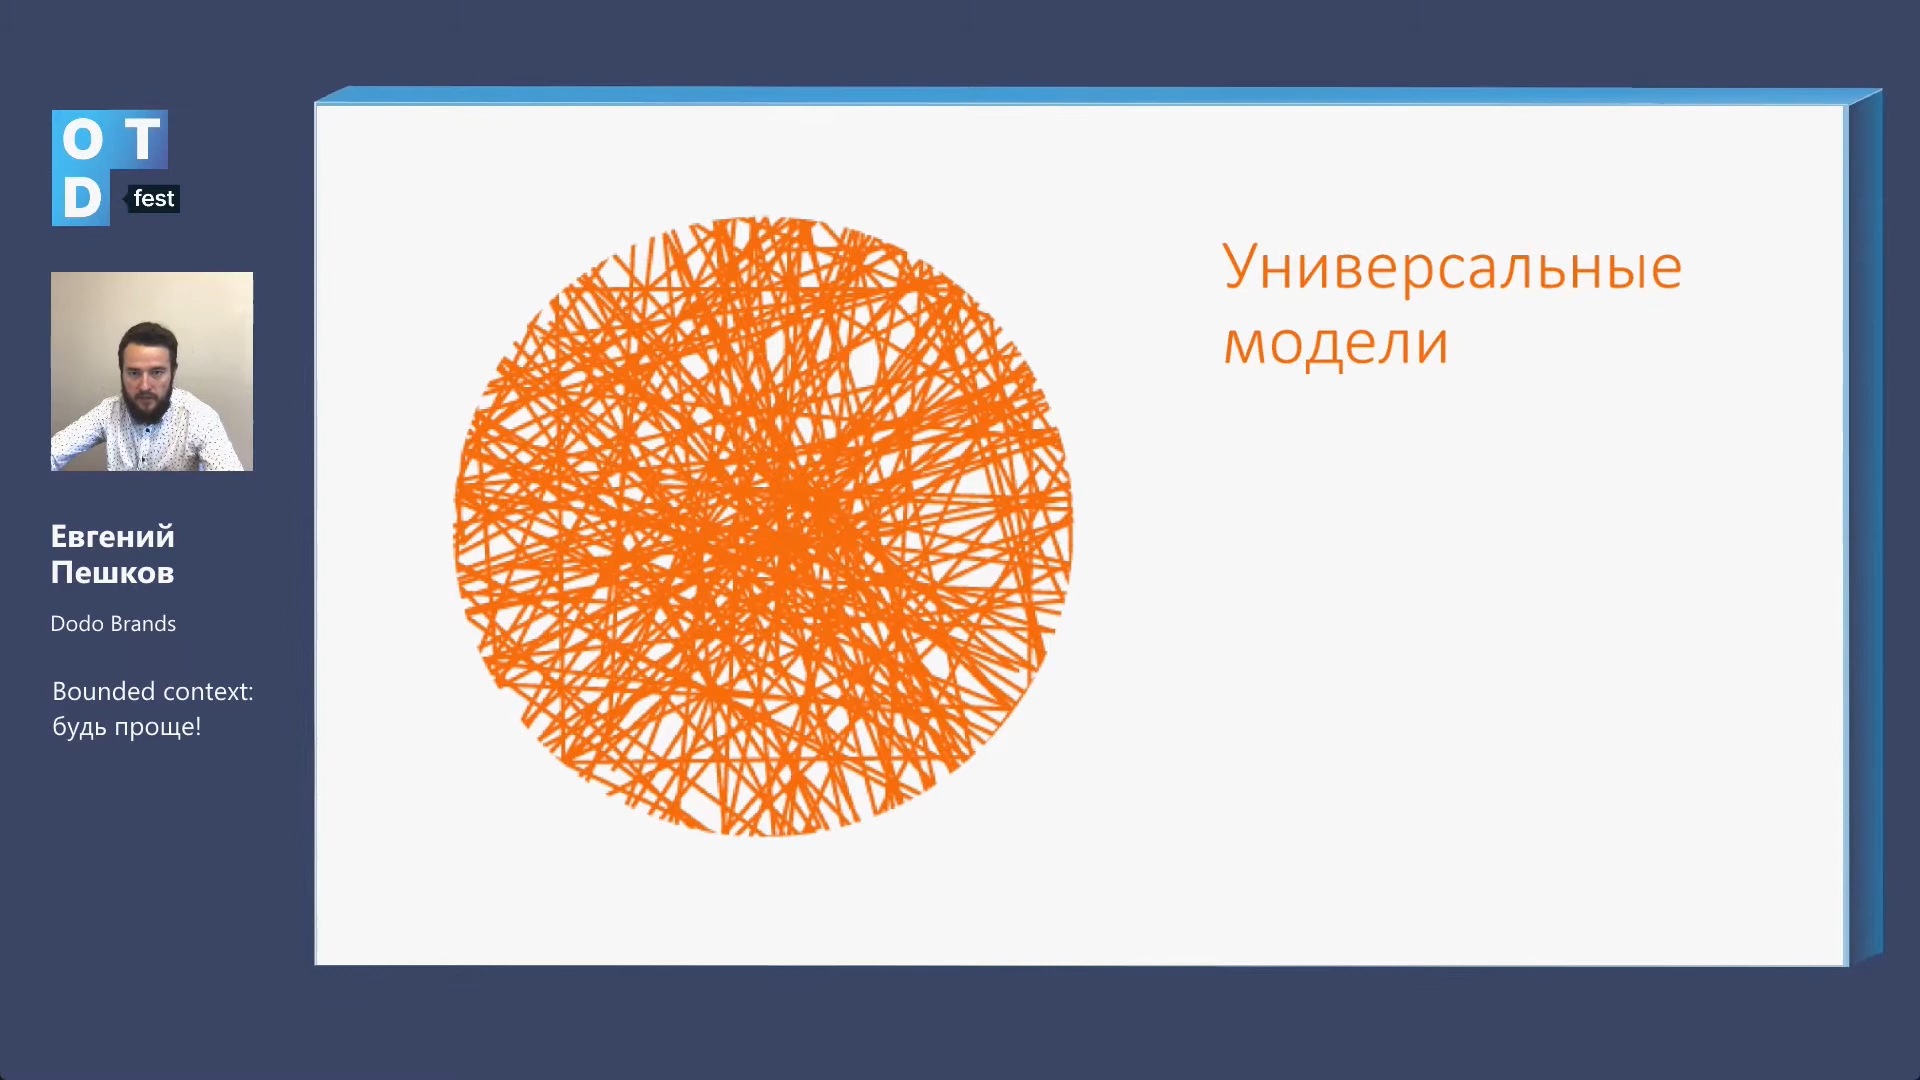 O T
D fest
Евгений
Пешков
Dodo Brands
Bounded context:
будь проще!
Универсальные
модели